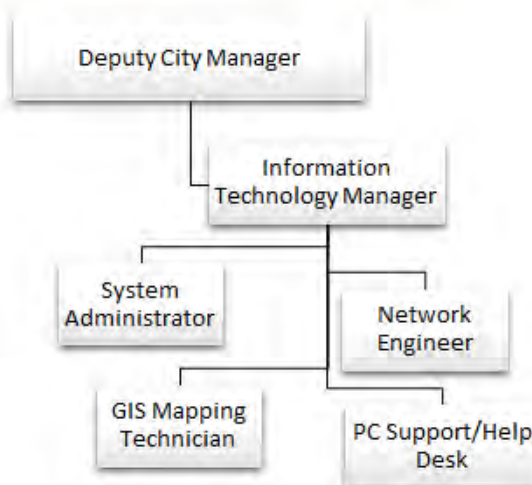 Deputy City Manager
Information
Technology Manager
System
Administrator
Network
Engineer
GIS Mapping
Technician
PC Support/Help
Desk